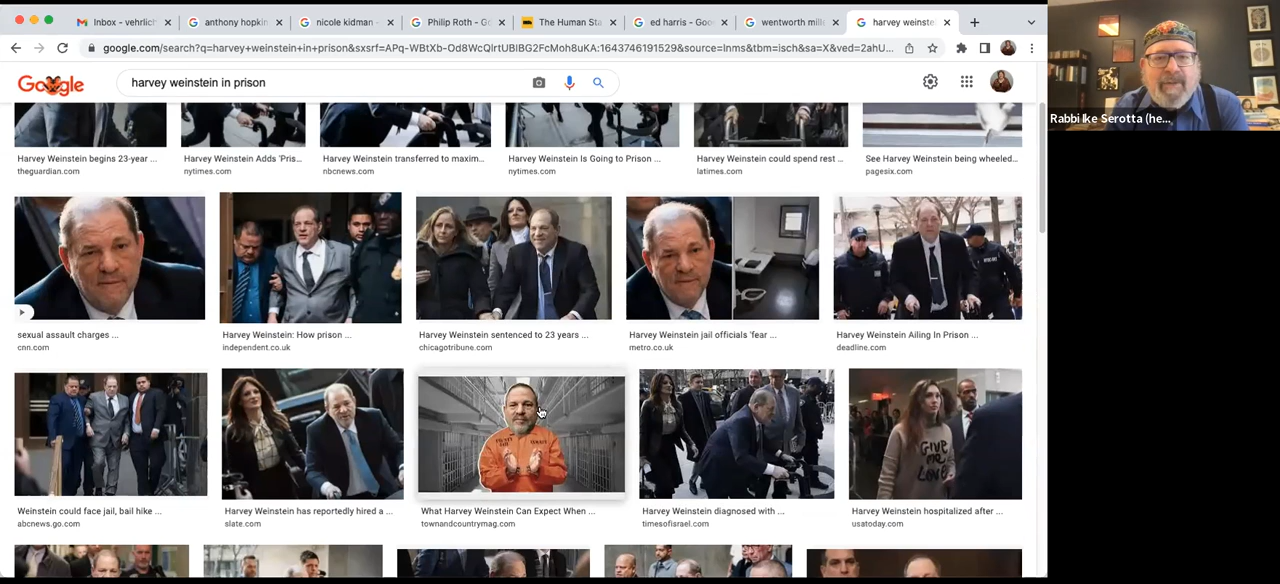 Inbox - vehrlich
anthony hopkin
nicole kidman -
Philip Roth - G
The Human Sta
ed harris - Goo
wentworth mill
harvey weinste
google.com/search?q=harvey+weinstein+in+prison&sxsrf=APq-WBtXb-Od8WcQlrtUBIBG2FcMoh8uKA:1643746191529&source=lnms&tbm=isch&sa=X&ved=2ahU...
Google
harvey weinstein in prison
Rabbi Ike Serotta (he...
Harvey Weinstein begins 23-year ...
theguardian.com
Harvey Weinstein Adds 'Pris...
nytimes.com
Harvey Weinstein transferred to maxim...
nbcnews.com
Harvey Weinstein Is Going to Prison ...
nytimes.com
Harvey Weinstein could spend rest ...
latimes.com
See Harvey Weinstein being wheeled...
pagesix.com
sexual assault charges ...
cnn.com
Harvey Weinstein: How prison ...
independent.co.uk
Harvey Weinstein sentenced to 23 years ...
chicagotribune.com
Harvey Weinstein jail officials 'fear ...
metro.co.uk
Harvey Weinstein Ailing In Prison ...
deadline.com
GIVE
ME
LOVE
Weinstein could face jail, bail hike ...
abcnews.go.com
Harvey Weinstein has reportedly hired a ...
slate.com
What Harvey Weinstein Can Expect When ...
townandcountrymag.com
Harvey Weinstein diagnosed with ...
timesofisrael.com
Harvey Weinstein hospitalized after ...
usatoday.com